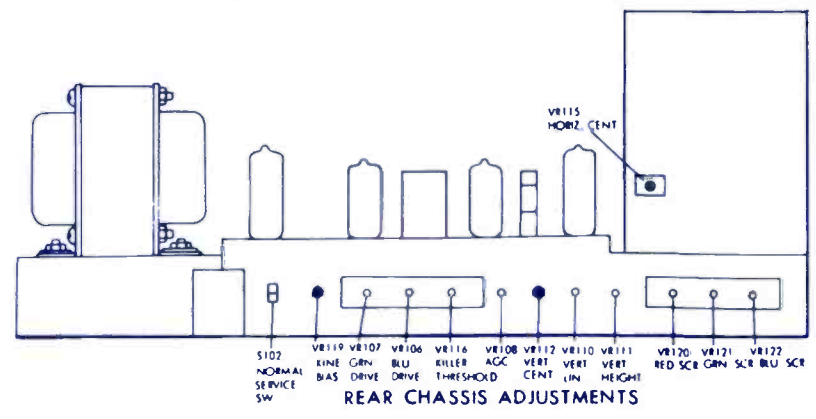 VR115
HORIZ. CENT
S102
NORMAL
SERVICE
SW
VR119
KINE
BIAS
VR107
GRN
DRIVE
VR106
BLU
DRIVE
VR116
KILLER
THRESHOLD
VR108
AGC
VR112
VERT
CENT
VR110
VERT
LIN
VR111
VERT
HEIGHT
VR120
RED SCR
VR121
GRN SCR
VR122
BLU SCR
REAR CHASSIS ADJUSTMENTS